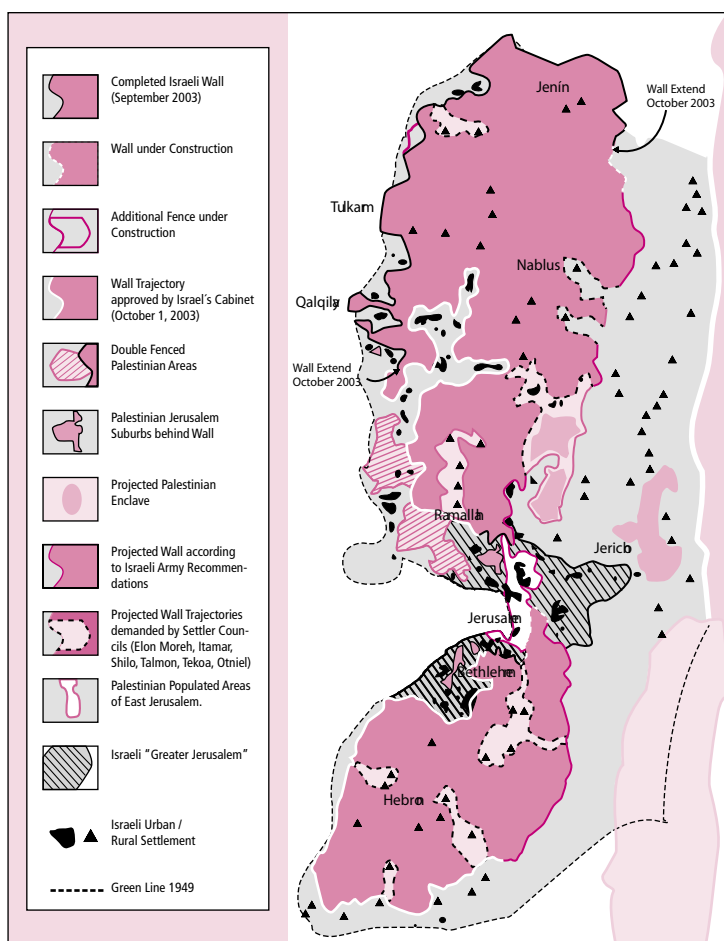 Completed Israeli Wall
(September 2003)
Wall under Construction
Additional Fence under
Construction
Wall Trajectory
approved by Israel´s Cabinet
(October 1, 2003)
Double Fenced
Palestinian Areas
Palestinian Jerusalem
Suburbs behind Wall
Projected Palestinian
Enclave
Projected Wall according
to Israeli Army Recommen-
dations
Projected Wall Trajectories
demanded by Settler Coun-
cils (Elon Moreh, Itamar,
Shilo, Talmon, Tekoa, Otniel)
Palestinian Populated Areas
of East Jerusalem.
Israeli "Greater Jerusalem"
Israeli Urban /
Rural Settlement
Green Line 1949
Jenín
Wall Extend
October 2003
Tulkarm
Nablus
Qalqilya
Wall Extend
October 2003
Ramallah
Jericho
Jerusalem
Bethlehem
Hebron